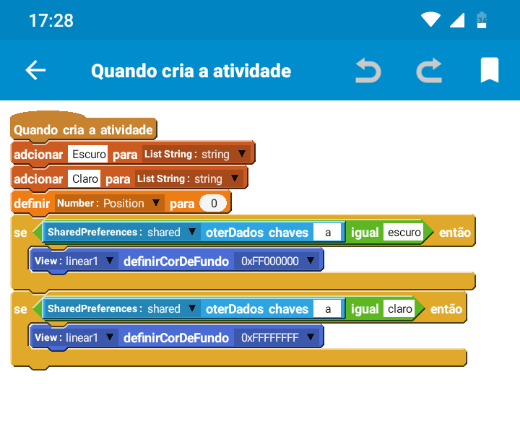 17:28
Quando cria a atividade
Quando cria a atividade
adcionar Escuro para List String: string
adcionar Claro para List String: string
definir Number: Position para 0
se SharedPreferences: shared oterDados chaves a igual escuro então
View: linear1 definirCorDeFundo 0xFF000000
se SharedPreferences: shared oterDados chaves a igual claro então
View: linear1 definirCorDeFundo 0xFFFFFFFF